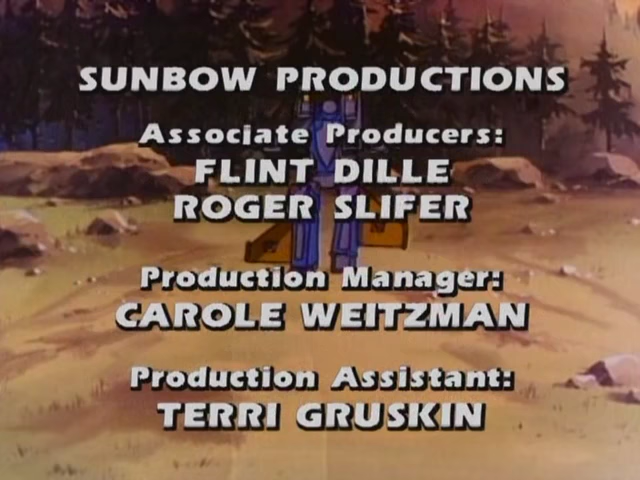 SUNBOW PRODUCTIONS
Associate Producers:
FLINT DILLE
ROGER SLIFER
Production Manager:
CAROLE WEITZMAN
Production Assistant:
TERRI GRUSKIN